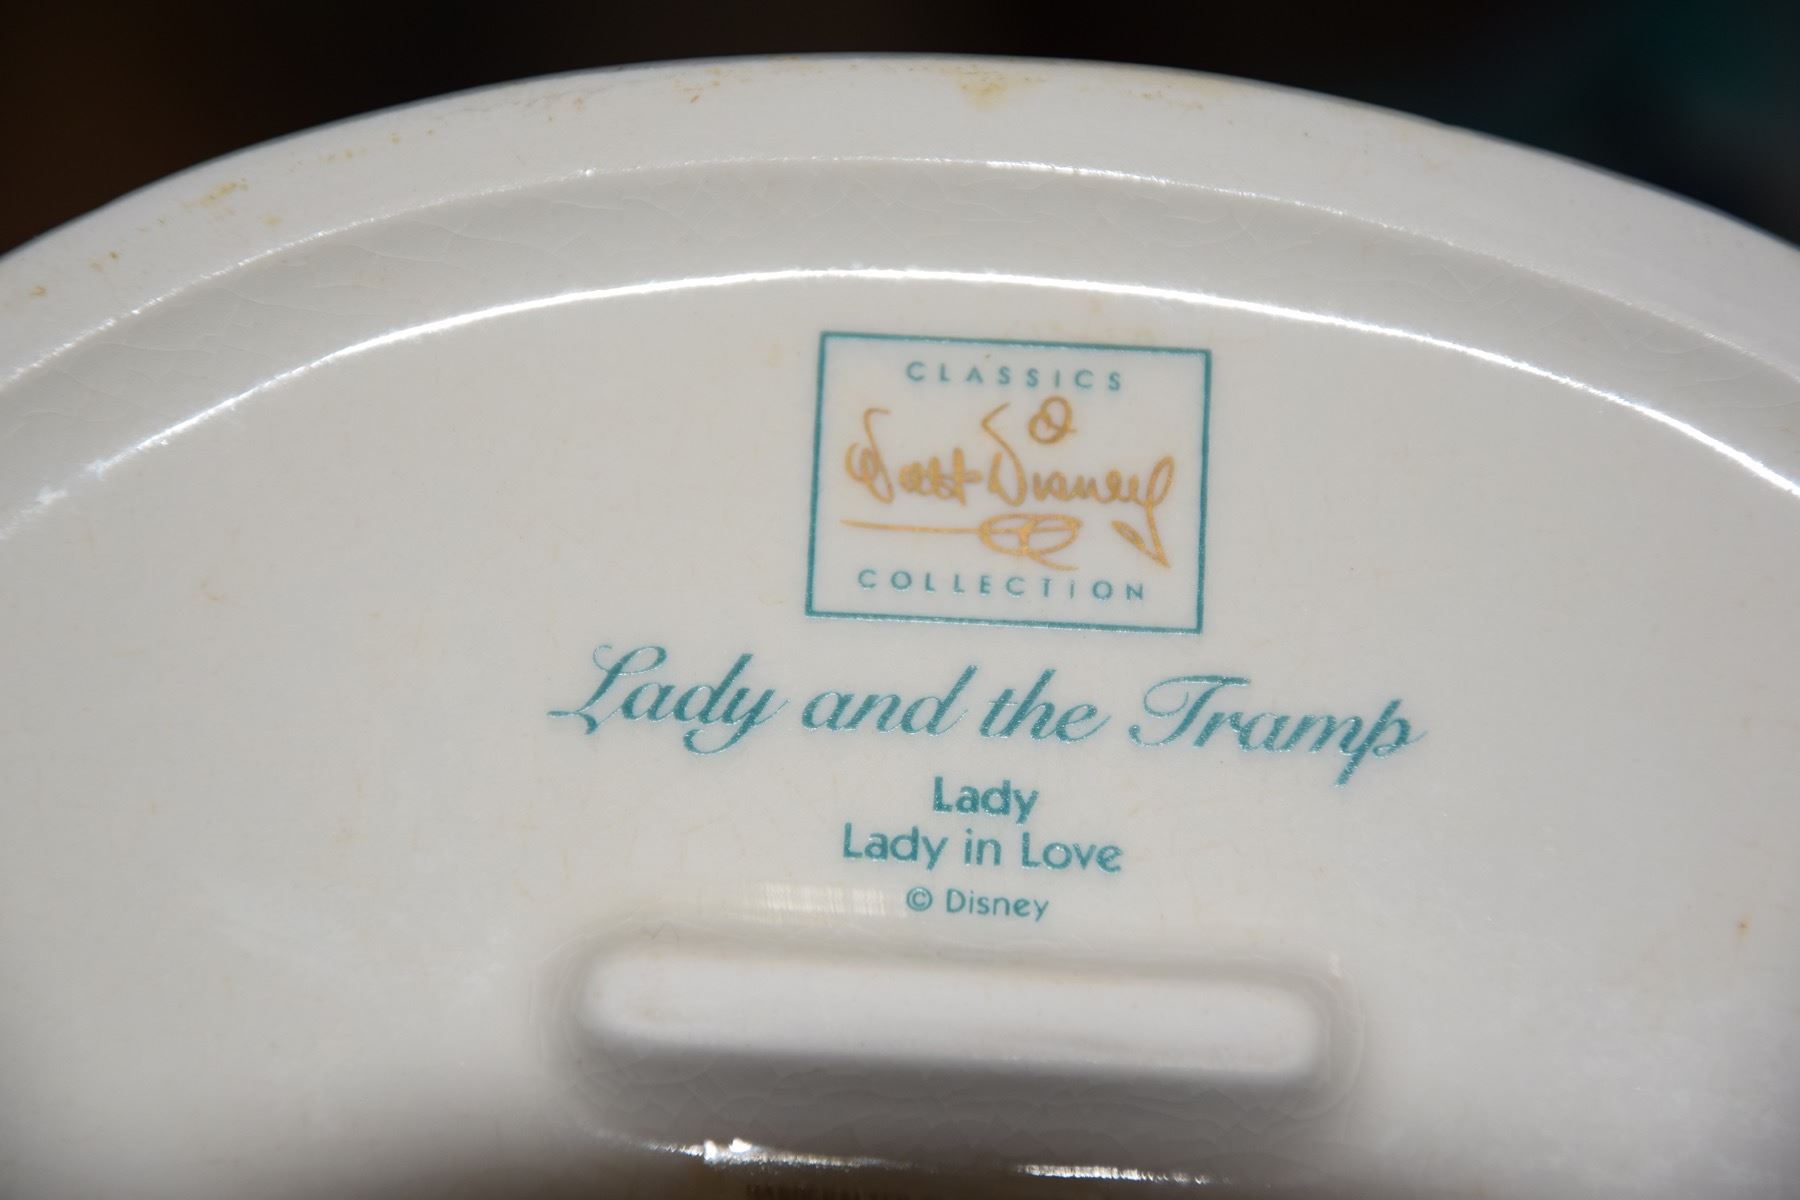 CLASSICS
Walt Disney
COLLECTION
Lady and the Tramp
Lady
Lady in Love
© Disney